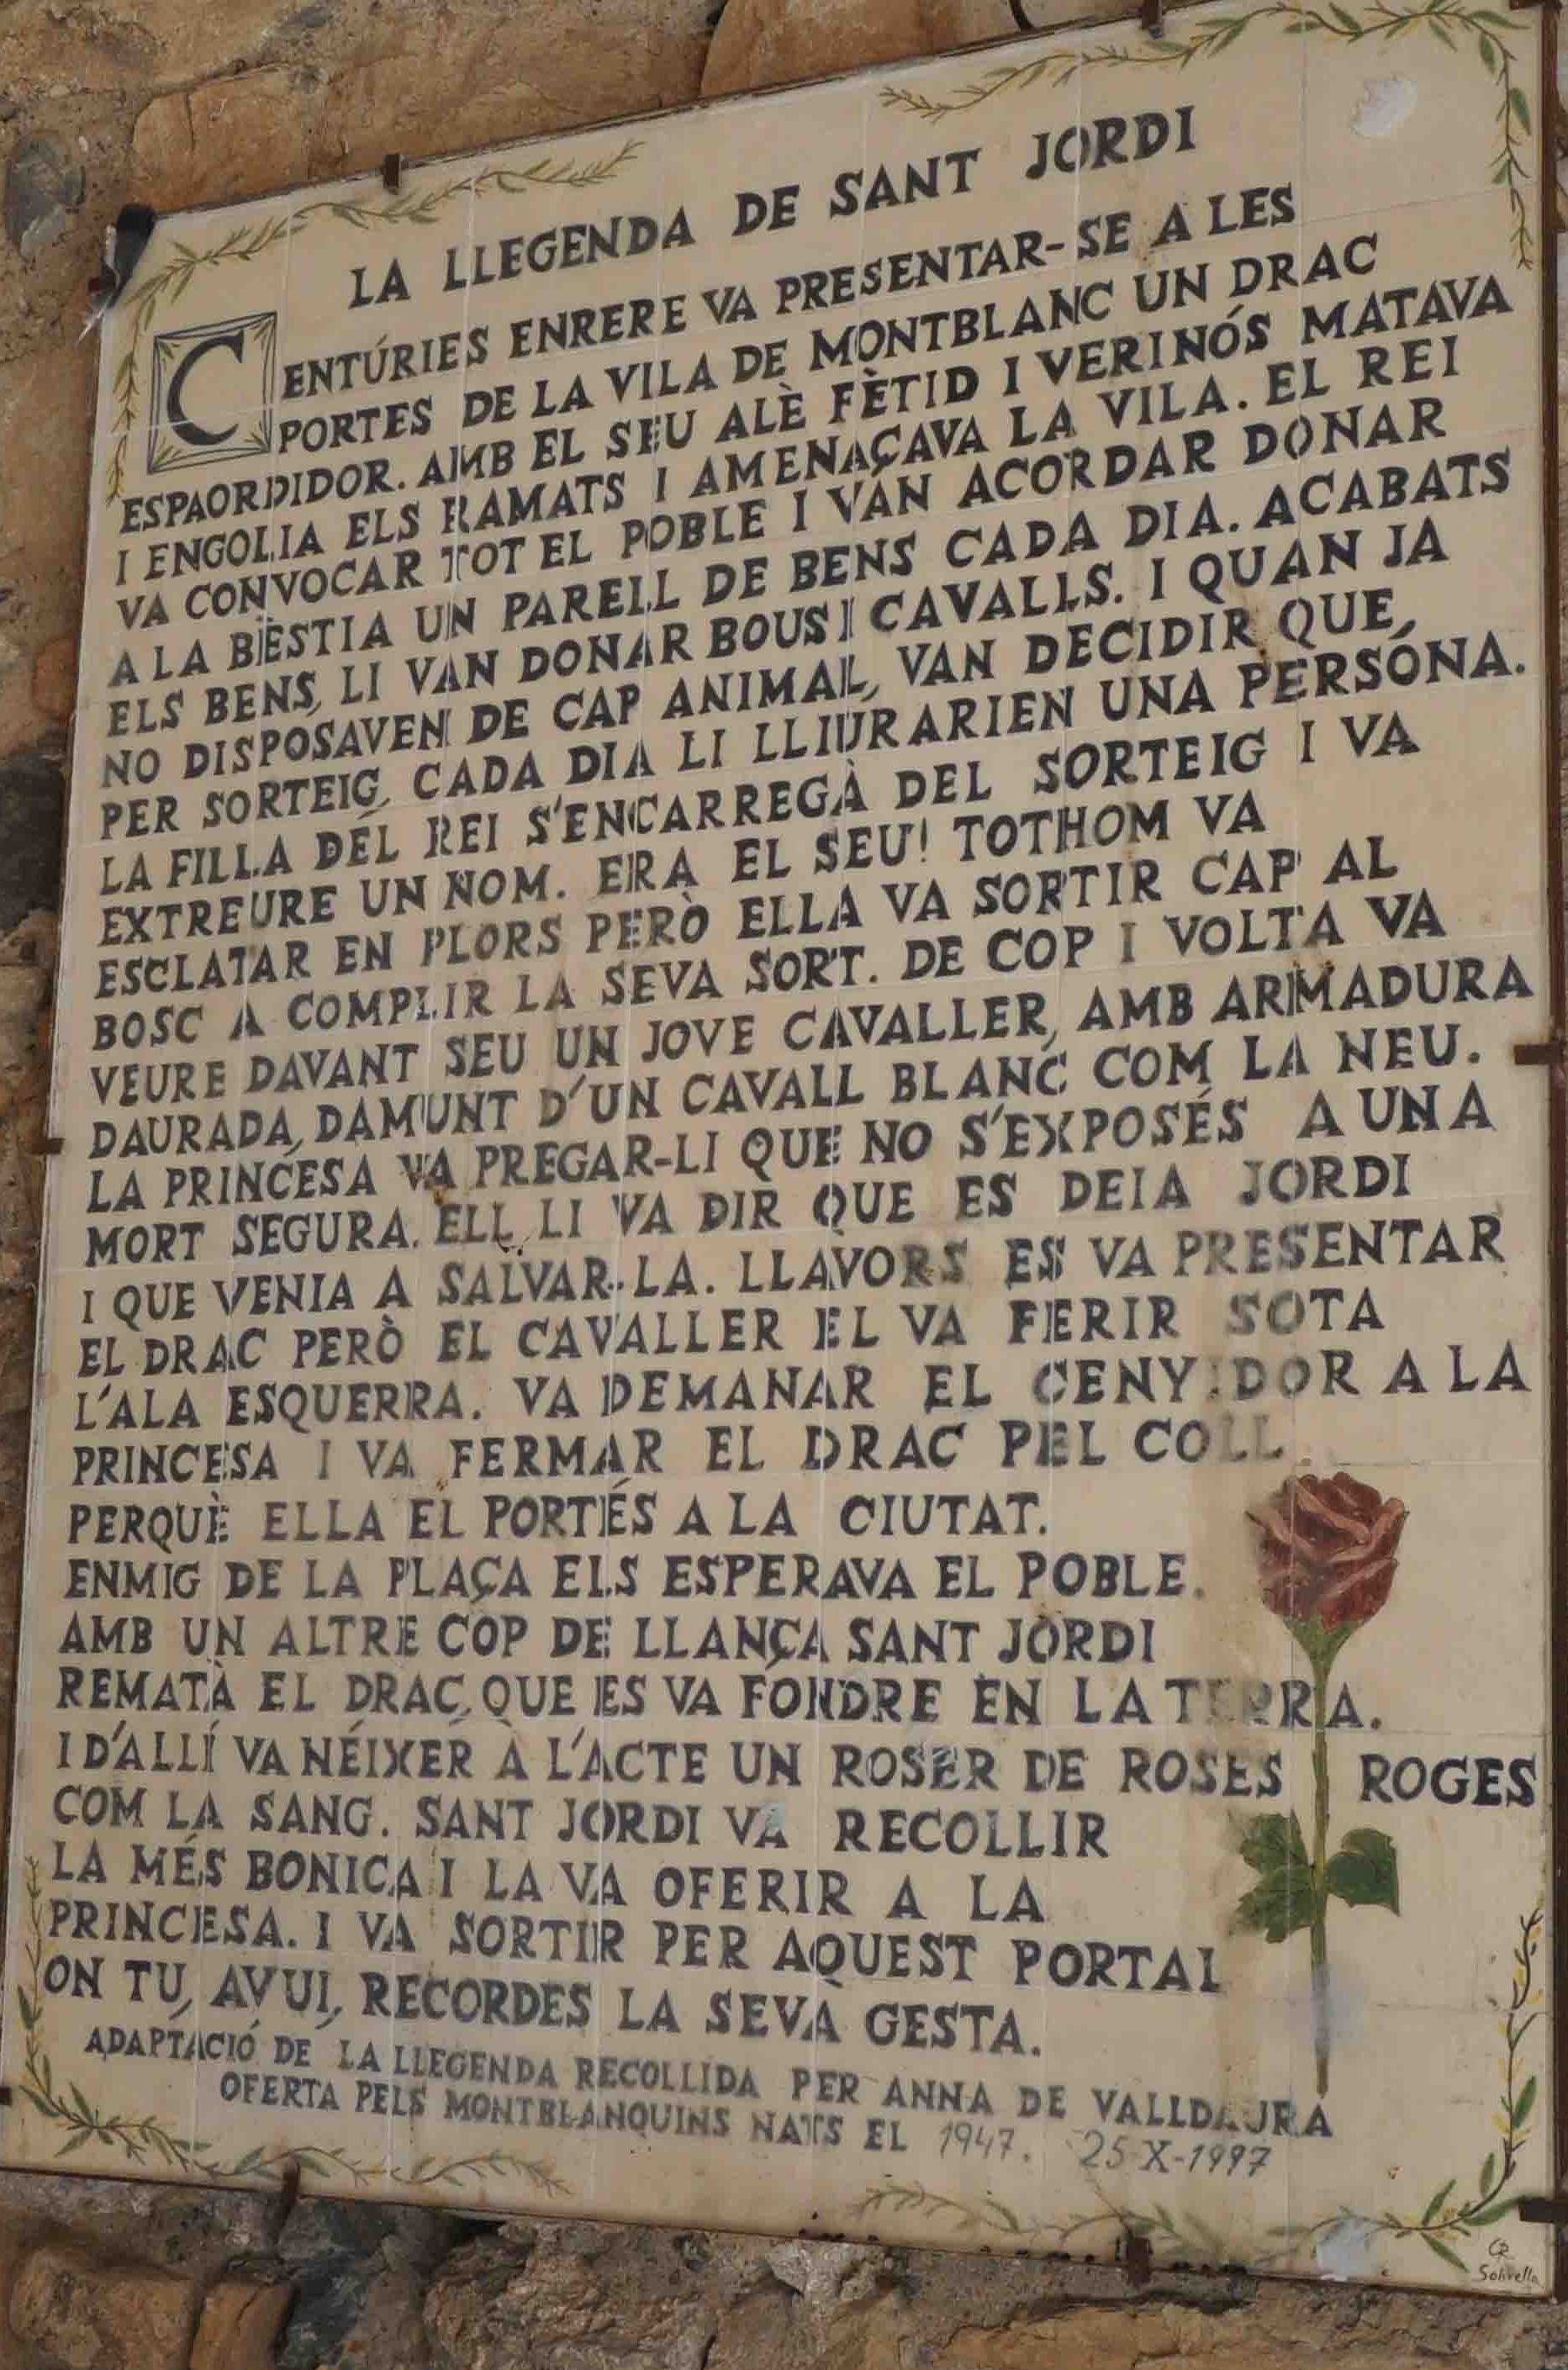 LA LLEGENDA DE SANT JORDI
CENTÚRIES ENRERE VA PRESENTAR-SE A LES
PORTES DE LA VILA DE MONTBLANC UN DRAC
ESPAORDIDOR. AMB EL SEU ALÈ FÈTID I VERINÓS MATAVA
I ENGOLIA ELS RAMATS I AMENAÇAVA LA VILA. EL REI
VA CONVOCAR TOT EL POBLE I VAN ACORDAR DONAR
A LA BÈSTIA UN PARELL DE BENS CADA DIA. ACABATS
ELS BENS, LI VAN DONAR BOUS I CAVALLS. I QUAN JA
NO DISPOSAVEN DE CAP ANIMAL, VAN DECIDIR QUE,
PER SORTEIG, CADA DIA LI LLIURARIEN UNA PERSONA.
LA FILLA DEL REI S'ENCARREGÀ DEL SORTEIG I VA
EXTREURE UN NOM. ERA EL SEU! TOTHOM VA
ESCLATAR EN PLORS PERÒ ELLA VA SORTIR CAP AL
BOSC A COMPLIR LA SEVA SORT. DE COP I VOLTA VA
VEURE DAVANT SEU UN JOVE CAVALLER, AMB ARMADURA
DAURADA, DAMUNT D'UN CAVALL BLANC COM LA NEU.
LA PRINCESA VA PREGAR-LI QUE NO S'EXPOSÉS A UNA
MORT SEGURA. ELL LI VA DIR QUE ES DEIA JORDI
I QUE VENIA A SALVAR-LA. LLAVORS ES VA PRESENTAR
EL DRAC PERÒ EL CAVALLER EL VA FERIR SOTA
L'ALA ESQUERRA. VA DEMANAR EL CENYIDOR A LA
PRINCESA I VA FERMAR EL DRAC PEL COLL
PERQUÈ ELLA EL PORTÉS A LA CIUTAT.
ENMIG DE LA PLAÇA ELS ESPERAVA EL POBLE.
AMB UN ALTRE COP DE LLANÇA SANT JORDI
REMATÀ EL DRAC, QUE ES VA FONDRE EN LA TERRA.
I D'ALLÍ VA NÉIXER A L'ACTE UN ROSER DE ROSES ROGES
COM LA SANG. SANT JORDI VA RECOLLIR
LA MÉS BONICA I LA VA OFERIR A LA
PRINCESA. I VA SORTIR PER AQUEST PORTAL
ON TU, AVUI, RECORDES LA SEVA GESTA.
ADAPTACIÓ DE LA LLEGENDA RECOLLIDA PER ANNA DE VALLDAURA
OFERTA PELS MONTBLANQUINS NATS EL 1947. 25-X-1997
CR
Solivella